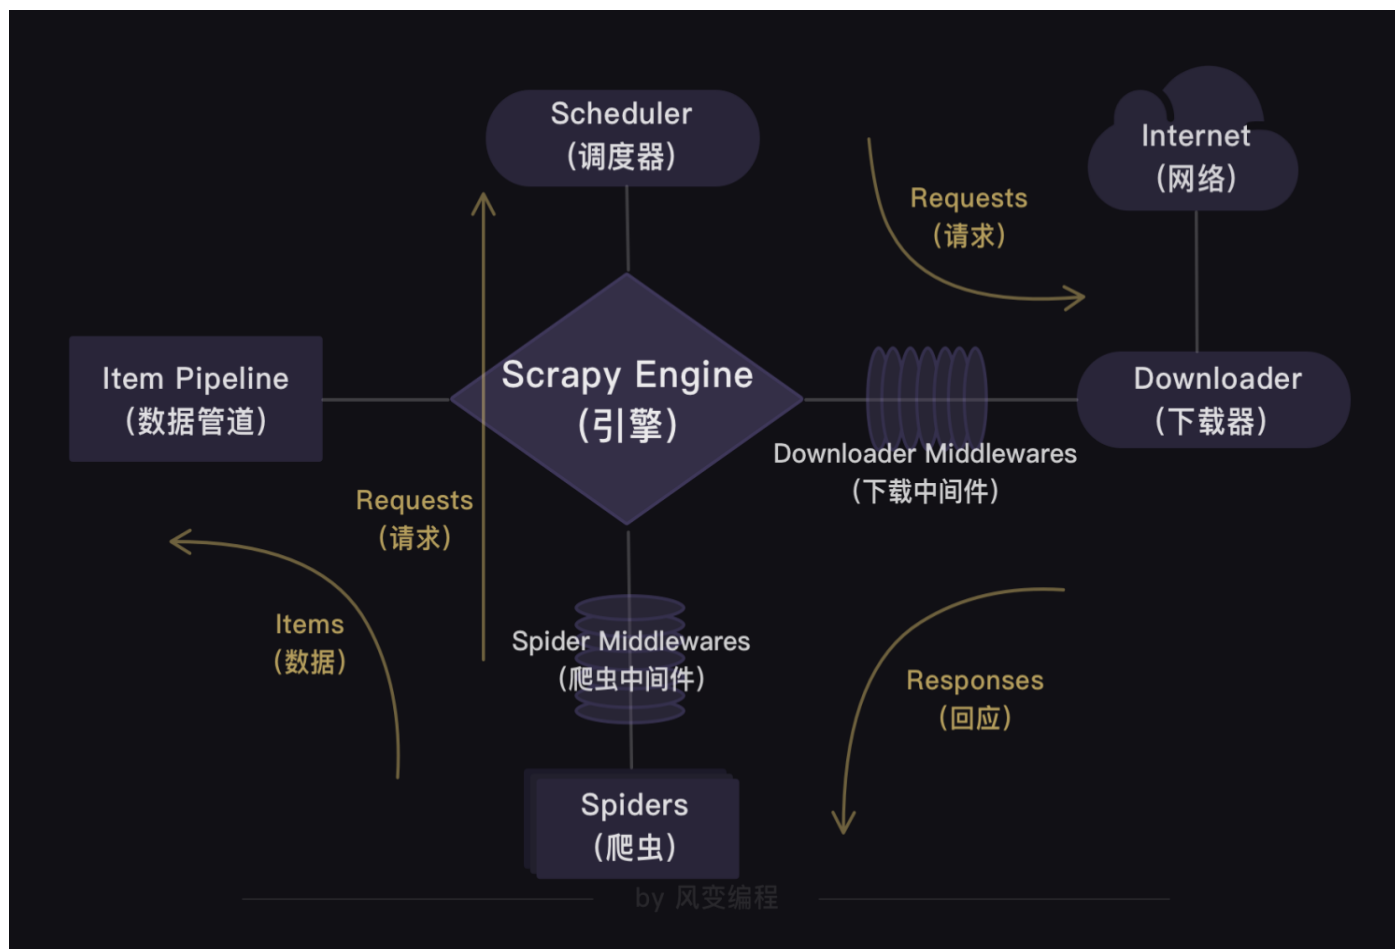 Scheduler
(调度器)
Internet
(网络)
Requests
(请求)
Item Pipeline
(数据管道)
Scrapy Engine
(引擎)
Downloader
(下载器)
Downloader Middlewares
(下载中间件)
Requests
(请求)
Items
(数据)
Spider Middlewares
(爬虫中间件)
Responses
(回应)
Spiders
(爬虫)
by 风变编程